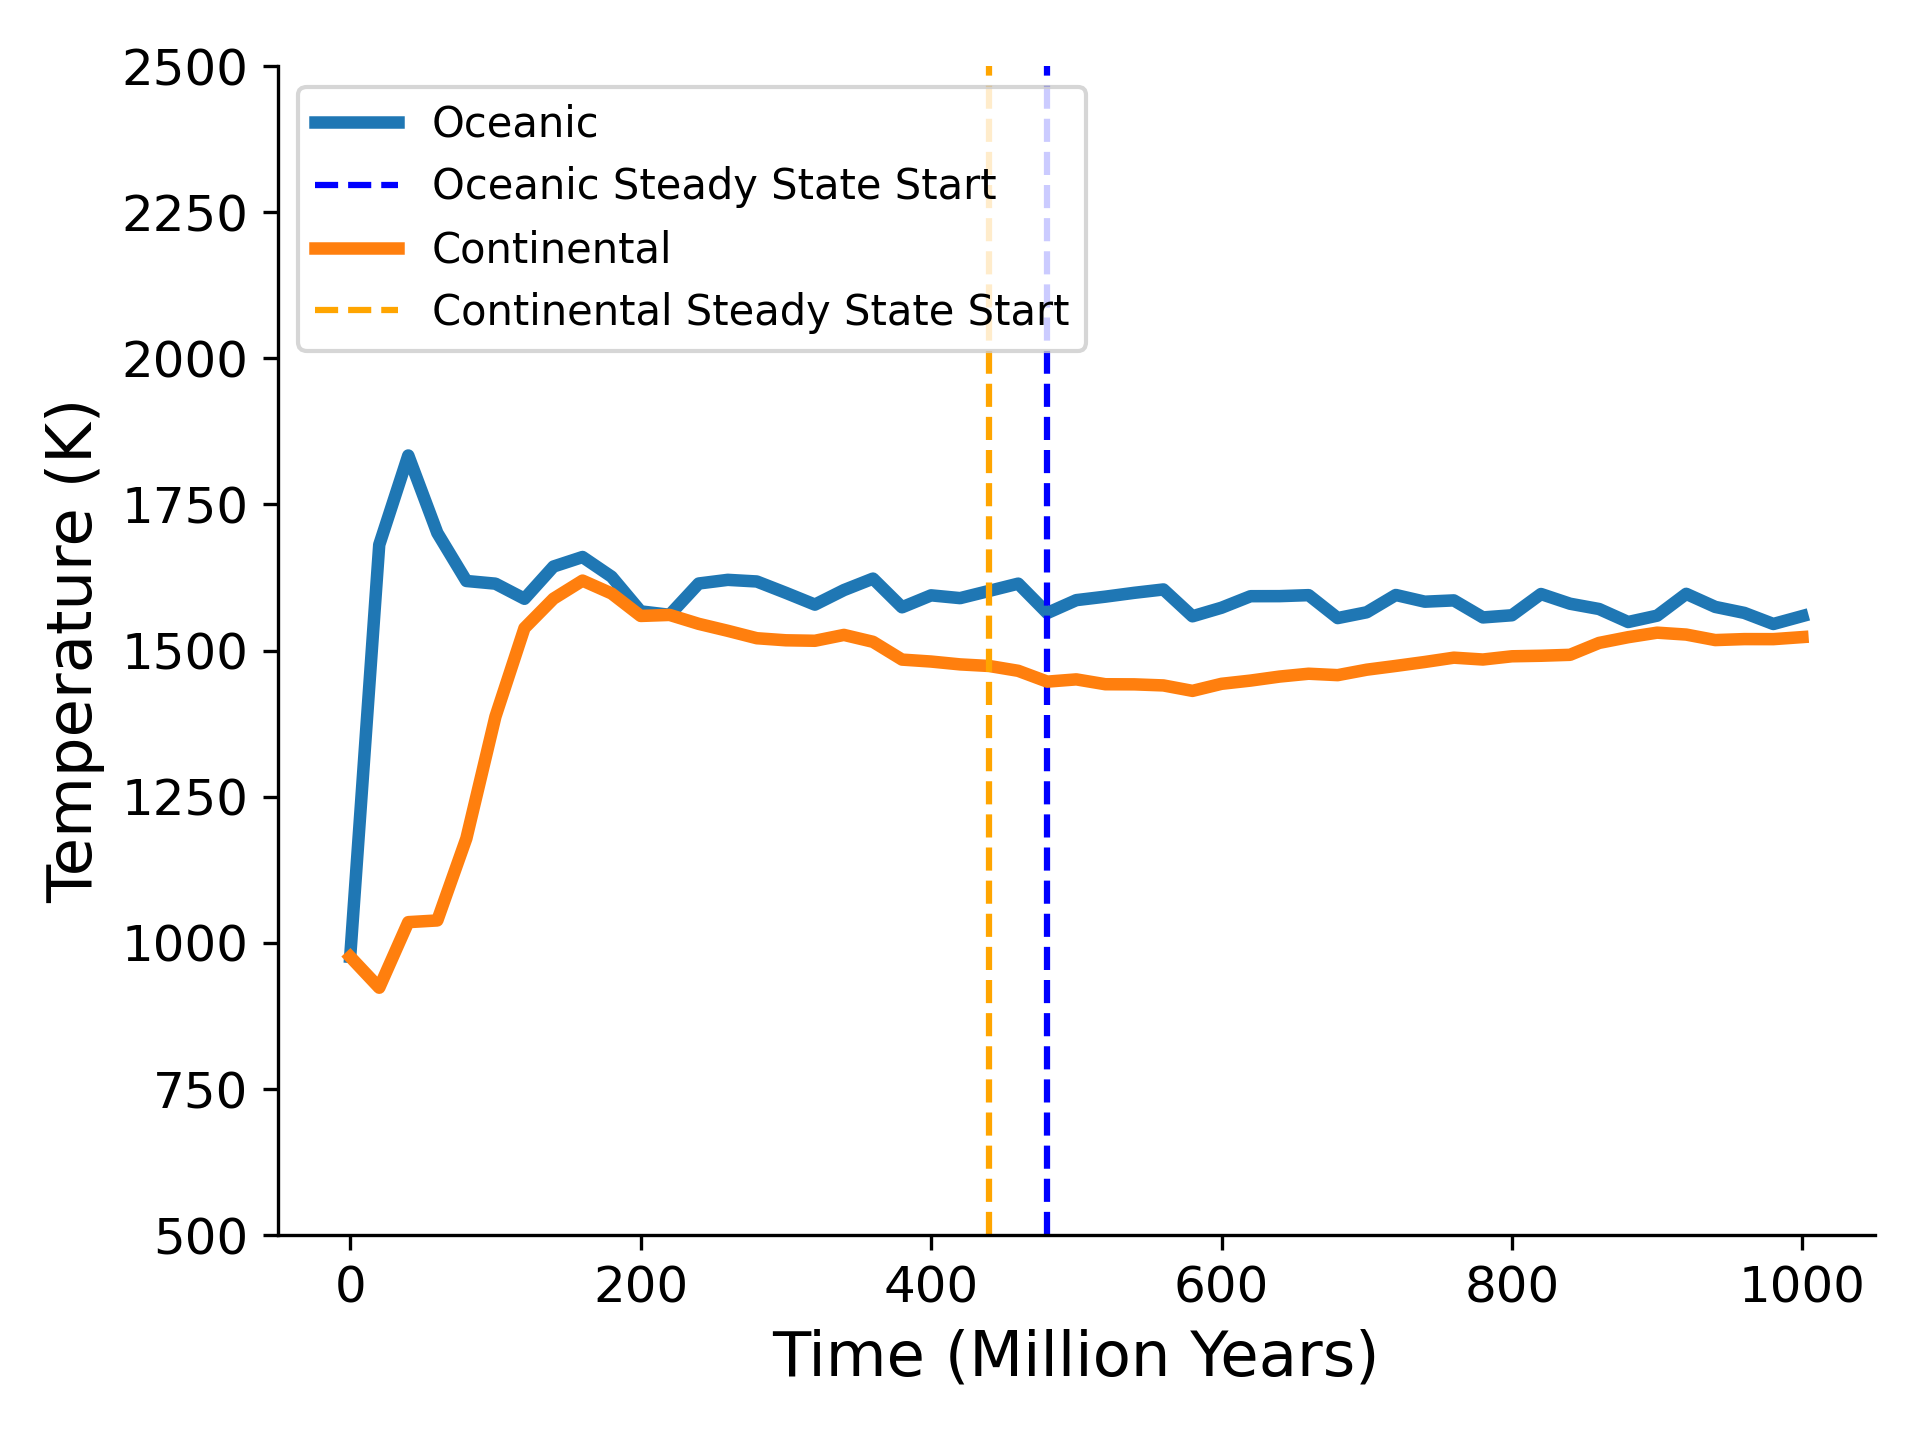 2500
2250
2000
1750
1500
1250
1000
750
500
Temperature (K)
Oceanic
Oceanic Steady State Start
Continental
Continental Steady State Start
0 200 400 600 800 1000
Time (Million Years)